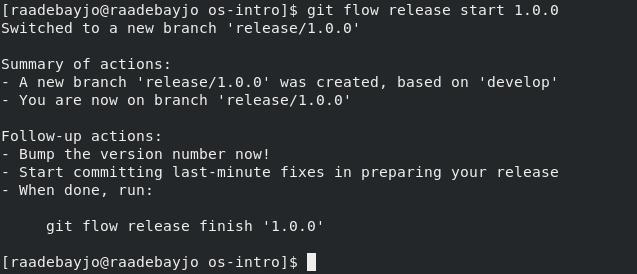 [raadebayjo@raadebayjo os-intro]$ git flow release start 1.0.0
Switched to a new branch 'release/1.0.0'
Summary of actions:
- A new branch 'release/1.0.0' was created, based on 'develop'
- You are now on branch 'release/1.0.0'
Follow-up actions:
- Bump the version number now!
- Start committing last-minute fixes in preparing your release
- When done, run:
git flow release finish '1.0.0'
[raadebayjo@raadebayjo os-intro]$